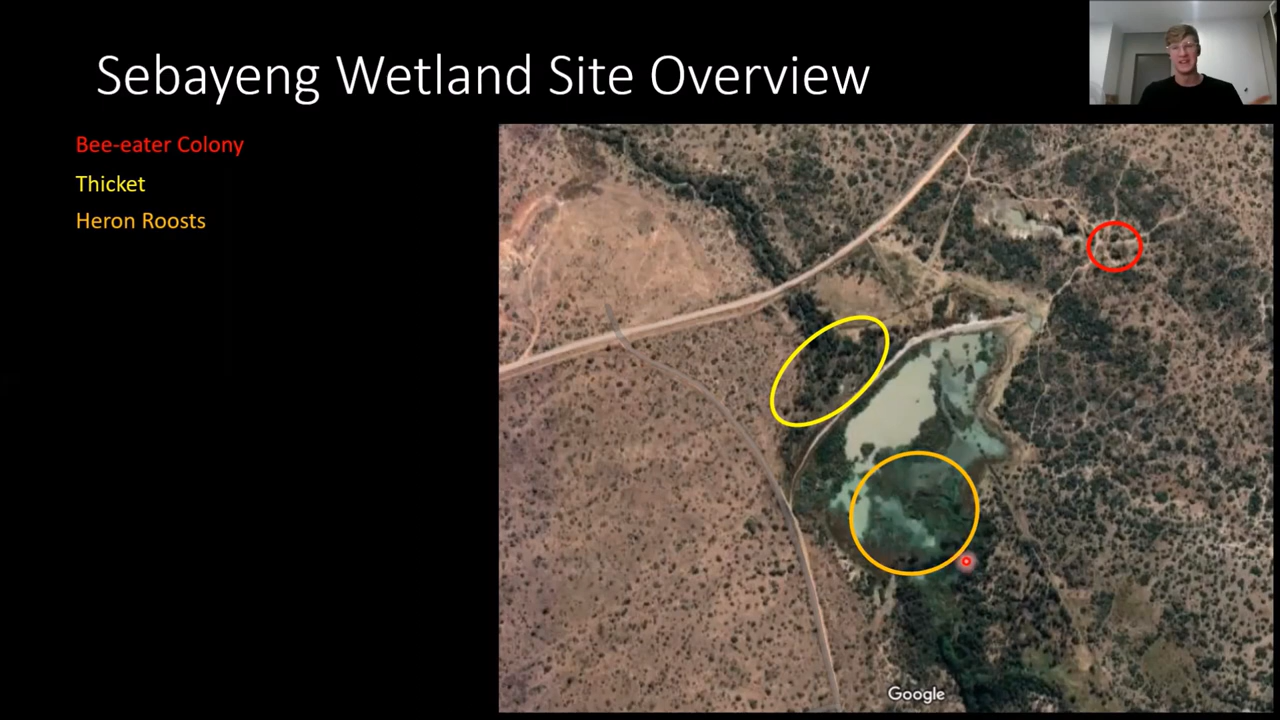 Sebayeng Wetland Site Overview
Bee-eater Colony
Thicket
Heron Roosts
Google